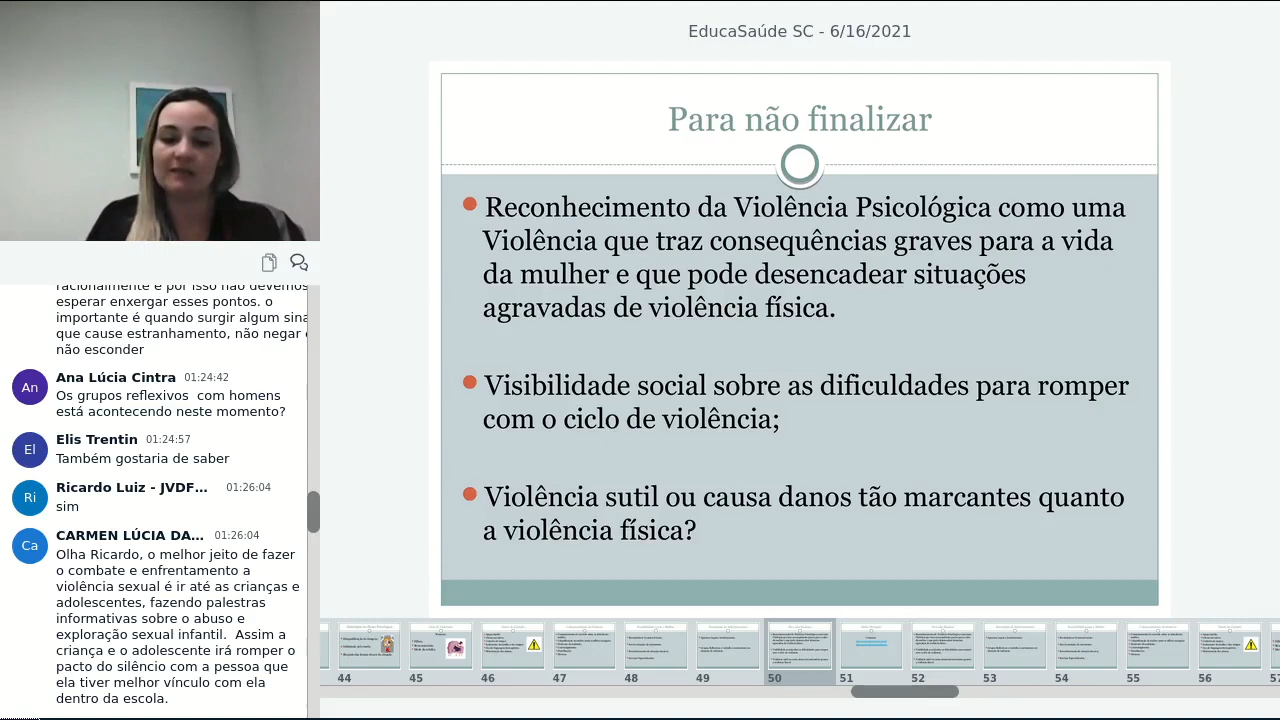 EducaSaúde SC - 6/16/2021
Para não finalizar
Reconhecimento da Violência Psicológica como uma
Violência que traz consequências graves para a vida
da mulher e que pode desencadear situações
agravadas de violência física.
Visibilidade social sobre as dificuldades para romper
com o ciclo de violência;
Violência sutil ou causa danos tão marcantes quanto
a violência física?
racionalmente e por isso não devemos
esperar enxergar esses pontos. o
importante é quando surgir algum sina
que cause estranhamento, não negar
não esconder
An
Ana Lúcia Cintra 01:24:42
Os grupos reflexivos com homens
está acontecendo neste momento?
El
Elis Trentin 01:24:57
Também gostaria de saber
Ri
Ricardo Luiz - JVDF... 01:26:04
sim
Ca
CARMEN LÚCIA DA... 01:26:04
Olha Ricardo, o melhor jeito de fazer
o combate e enfrentamento a
violência sexual é ir até as crianças e
adolescentes, fazendo palestras
informativas sobre o abuso e
exploração sexual infantil. Assim a
criança ou adolescente irá romper o
pacto do silêncio com a pessoa que
ela tiver melhor vínculo com ela
dentro da escola.
44 45 46 47 48 49 50 51 52 53 54 55 56 57